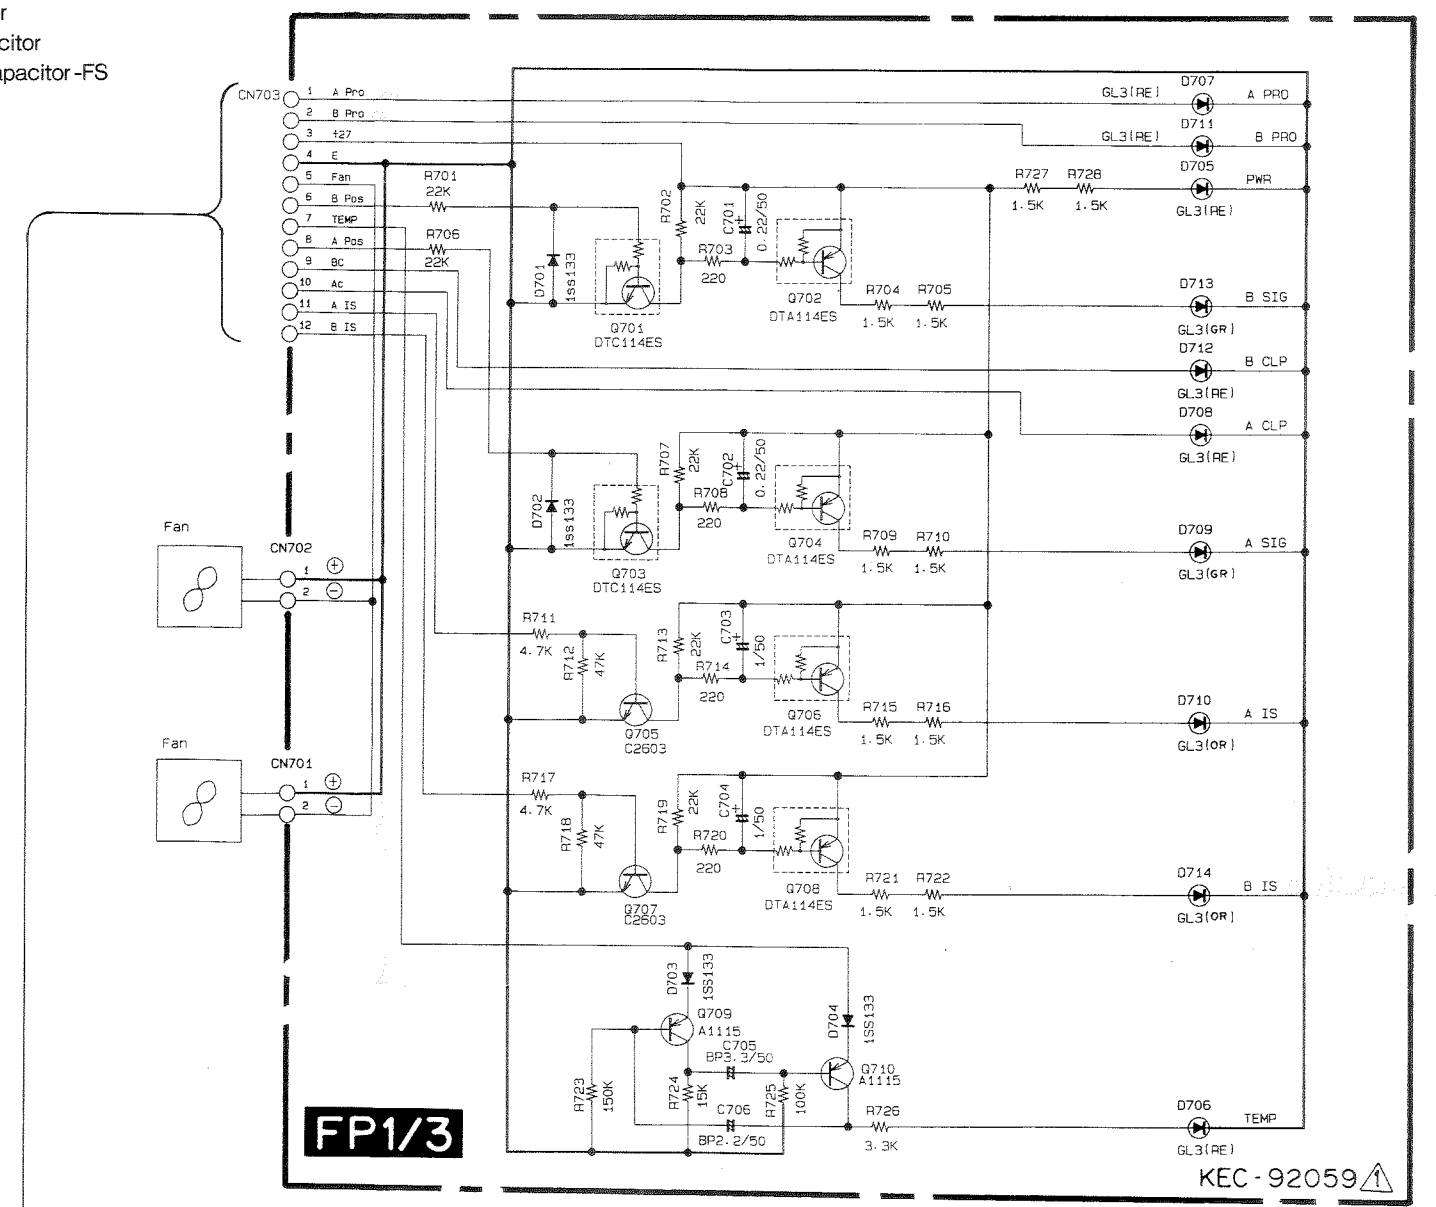 r
citor
apacitor-FS
CN703
1 A Pro
2 B Pro
3 +27
4 E
5 Fan
6 B Pos
7 TEMP
8 A Pos
9 BC
10 Ac
11 A IS
12 B IS
R701
22K
R706
22K
D701
1ss133
Q701
DTC114ES
R702
22K
R703
220
C701
+
0.22/50
Q702
DTA114ES
R704
1.5K
R705
1.5K
R727
1.5K
R728
1.5K
D707
GL3(RE)
A PRO
D711
GL3(RE)
B PRO
D705
PWR
GL3(RE)
D713
B SIG
GL3(GR)
D712
B CLP
GL3(RE)
D708
A CLP
GL3(RE)
D702
1ss133
Q703
DTC114ES
R707
22K
R708
220
C702
+
0.22/50
Q704
DTA114ES
R709
1.5K
R710
1.5K
D709
A SIG
GL3(GR)
Fan
CN702
1 +
2 −
R711
4.7K
R712
47K
Q705
C2603
R713
22K
R714
220
C703
+
1/50
Q706
DTA114ES
R715
1.5K
R716
1.5K
D710
A IS
GL3(OR)
Fan
CN701
1 +
2 −
R717
4.7K
R718
47K
Q707
C2603
R719
22K
R720
220
C704
+
1/50
Q708
DTA114ES
R721
1.5K
R722
1.5K
D714
B IS
GL3(OR)
D703
1SS133
Q709
A1115
D704
1SS133
C705
BP3.3/50
Q710
A1115
R723
150K
R724
15K
R725
100K
C706
BP2.2/50
R726
3.3K
D706
TEMP
GL3(RE)
FP1/3
KEC-92059 1